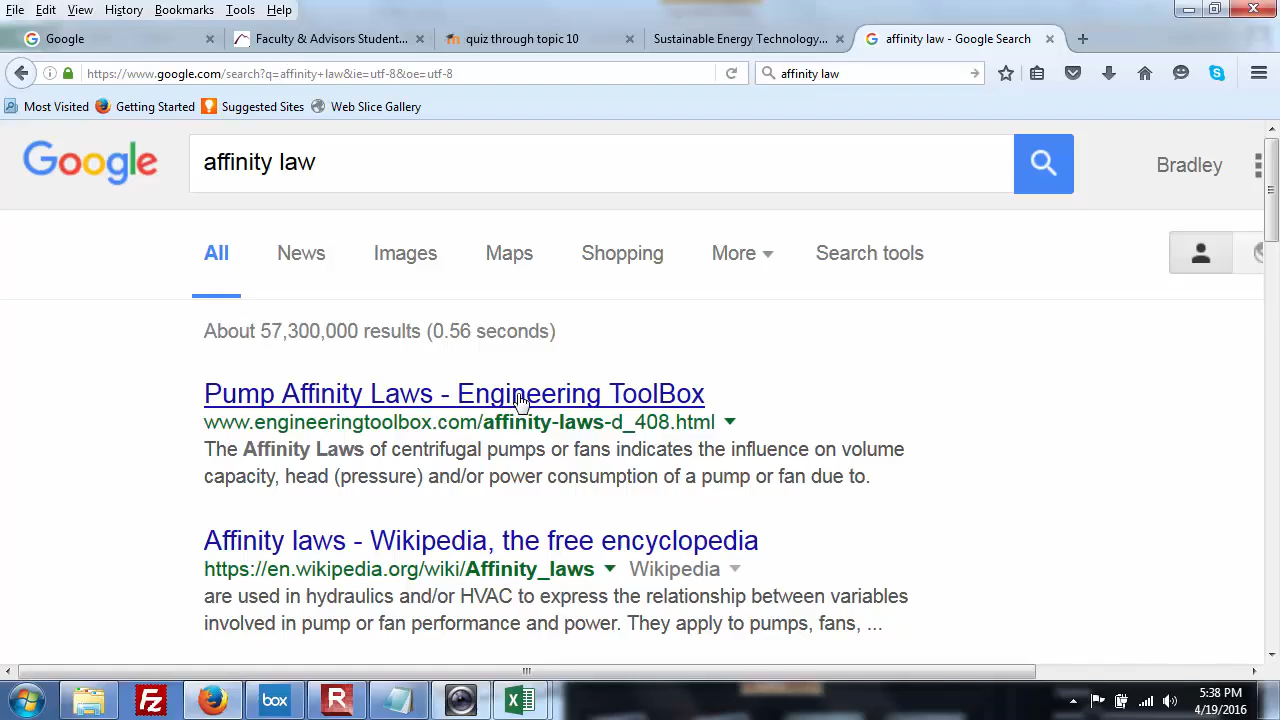 File Edit View History Bookmarks Tools Help
Google
Faculty & Advisors Student...
quiz through topic 10
Sustainable Energy Technology...
affinity law - Google Search
https://www.google.com/search?q=affinity+law&ie=utf-8&oe=utf-8
affinity law
Most Visited Getting Started Suggested Sites Web Slice Gallery
Google
affinity law
Bradley
All News Images Maps Shopping More Search tools
About 57,300,000 results (0.56 seconds)
Pump Affinity Laws - Engineering ToolBox
www.engineeringtoolbox.com/affinity-laws-d_408.html
The Affinity Laws of centrifugal pumps or fans indicates the influence on volume
capacity, head (pressure) and/or power consumption of a pump or fan due to.
Affinity laws - Wikipedia, the free encyclopedia
https://en.wikipedia.org/wiki/Affinity_laws Wikipedia
are used in hydraulics and/or HVAC to express the relationship between variables
involved in pump or fan performance and power. They apply to pumps, fans, ...
Fz
box
R
X
5:38 PM
4/19/2016